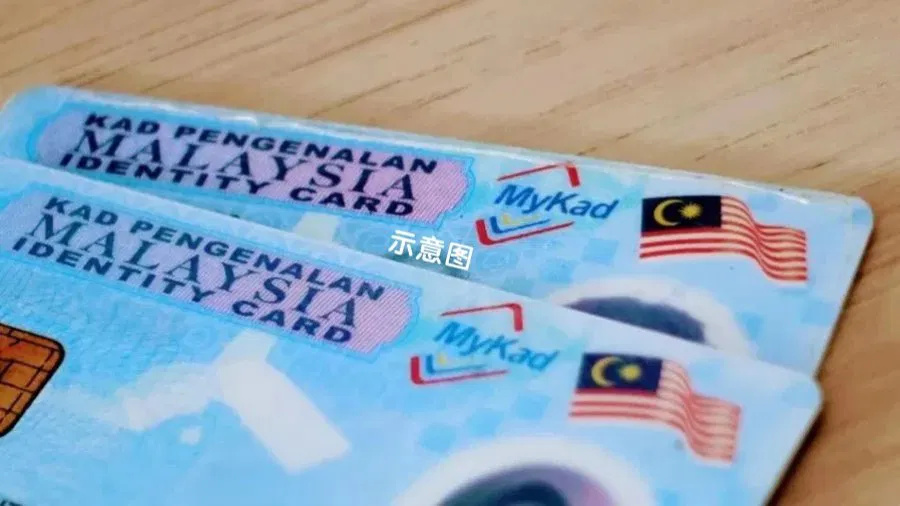 KAD PENGENALAN
MALAYSIA
IDENTITY CARD
MyKad
示意图
KAD PENGENALAN
MALAYSIA
IDENTITY CARD
MyKad